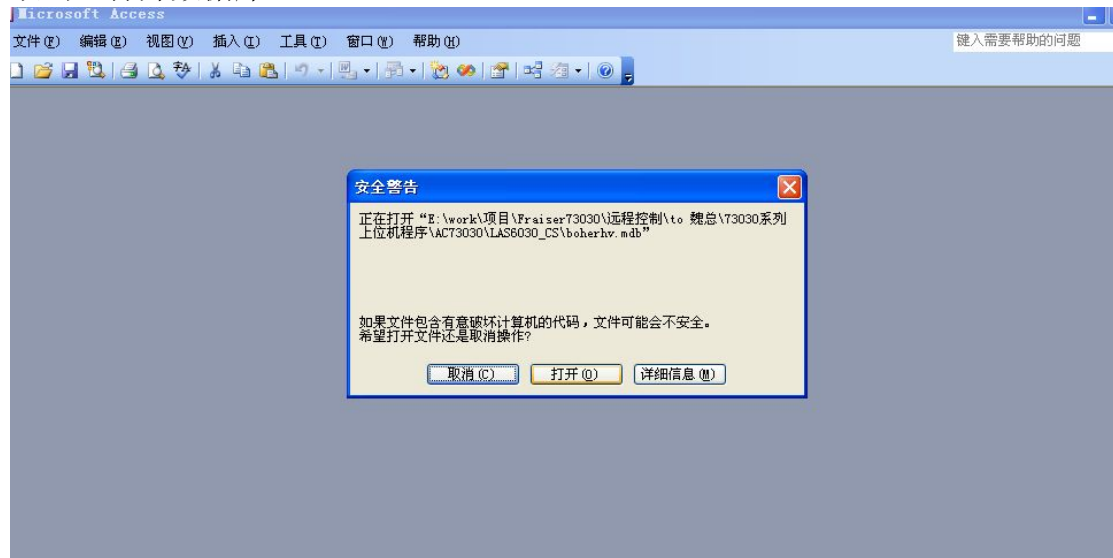 Microsoft Access
文件(F) 编辑(E) 视图(V) 插入(I) 工具(T) 窗口(W) 帮助(H) 键入需要帮助的问题
安全警告
正在打开“E:\work\项目\Fraiser73030\远程控制\to 魏总\73030系列
上位机程序\AC73030\LAS6030_CS\boherhv.mdb”
如果文件包含有意破坏计算机的代码，文件可能会不安全。
希望打开文件还是取消操作?
取消(C) 打开(O) 详细信息(M)